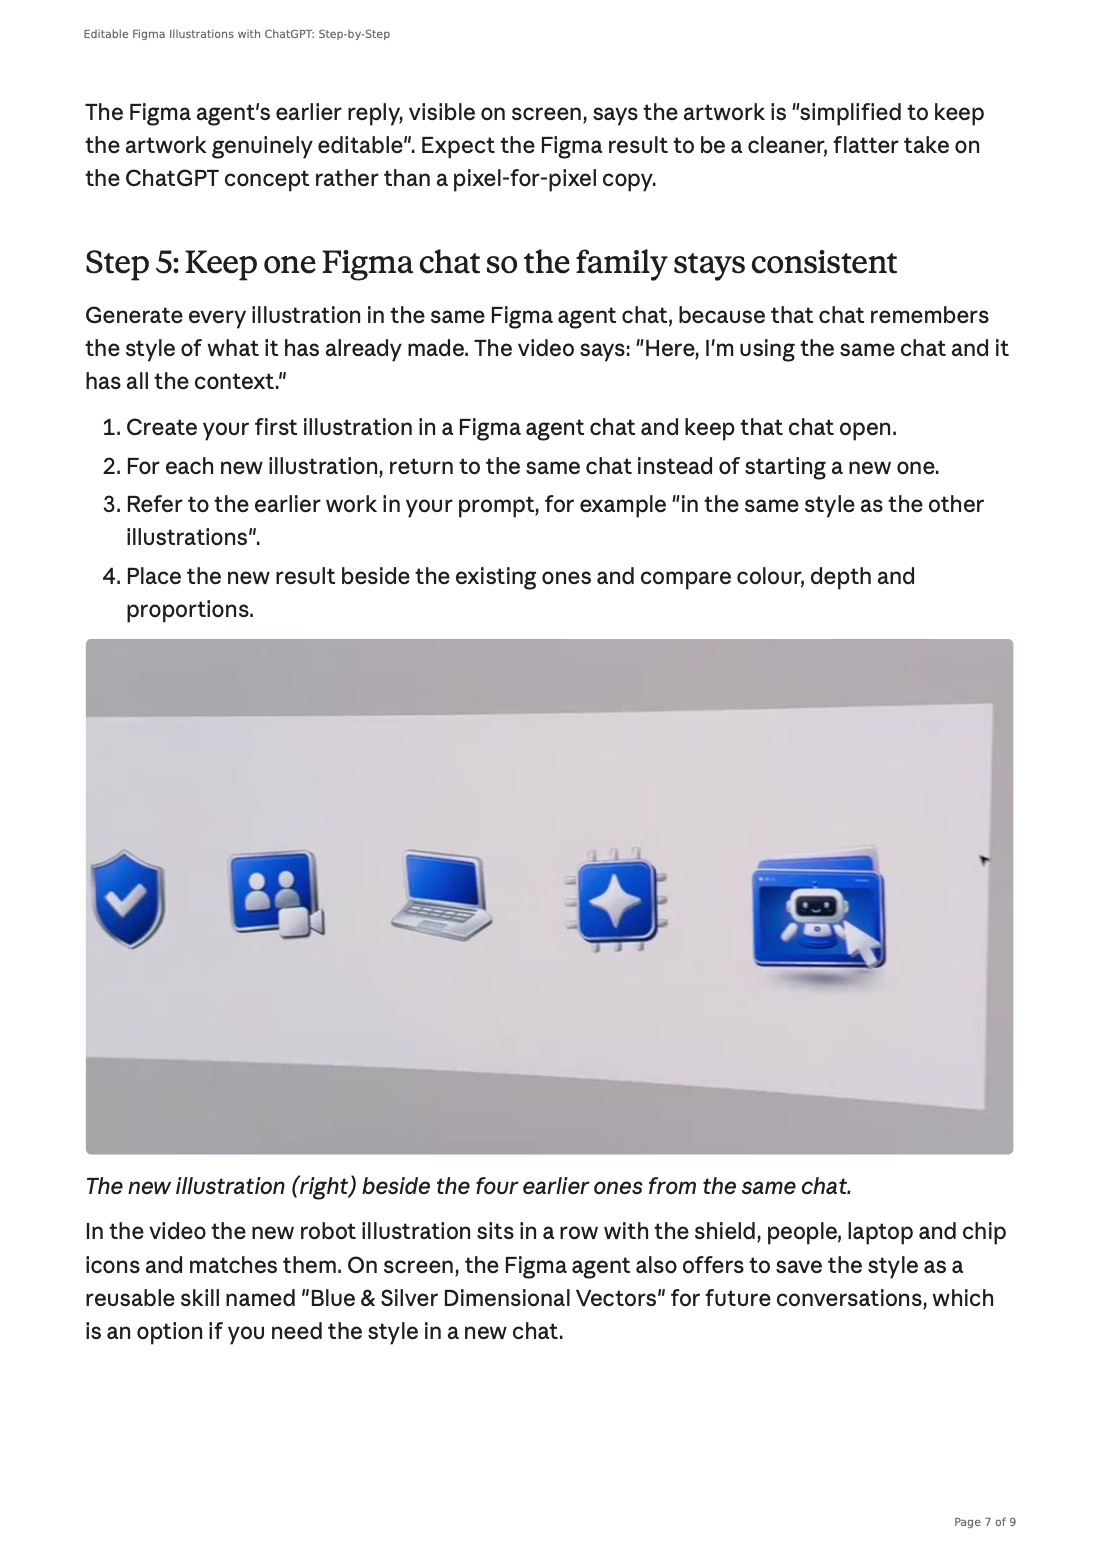 Editable Figma Illustrations with ChatGPT: Step-by-Step
The Figma agent's earlier reply, visible on screen, says the artwork is "simplified to keep
the artwork genuinely editable". Expect the Figma result to be a cleaner, flatter take on
the ChatGPT concept rather than a pixel-for-pixel copy.
Step 5: Keep one Figma chat so the family stays consistent
Generate every illustration in the same Figma agent chat, because that chat remembers
the style of what it has already made. The video says: "Here, I'm using the same chat and it
has all the context."
1. Create your first illustration in a Figma agent chat and keep that chat open.
2. For each new illustration, return to the same chat instead of starting a new one.
3. Refer to the earlier work in your prompt, for example "in the same style as the other
illustrations".
4. Place the new result beside the existing ones and compare colour, depth and
proportions.
The new illustration (right) beside the four earlier ones from the same chat.
In the video the new robot illustration sits in a row with the shield, people, laptop and chip
icons and matches them. On screen, the Figma agent also offers to save the style as a
reusable skill named "Blue & Silver Dimensional Vectors" for future conversations, which
is an option if you need the style in a new chat.
Page 7 of 9